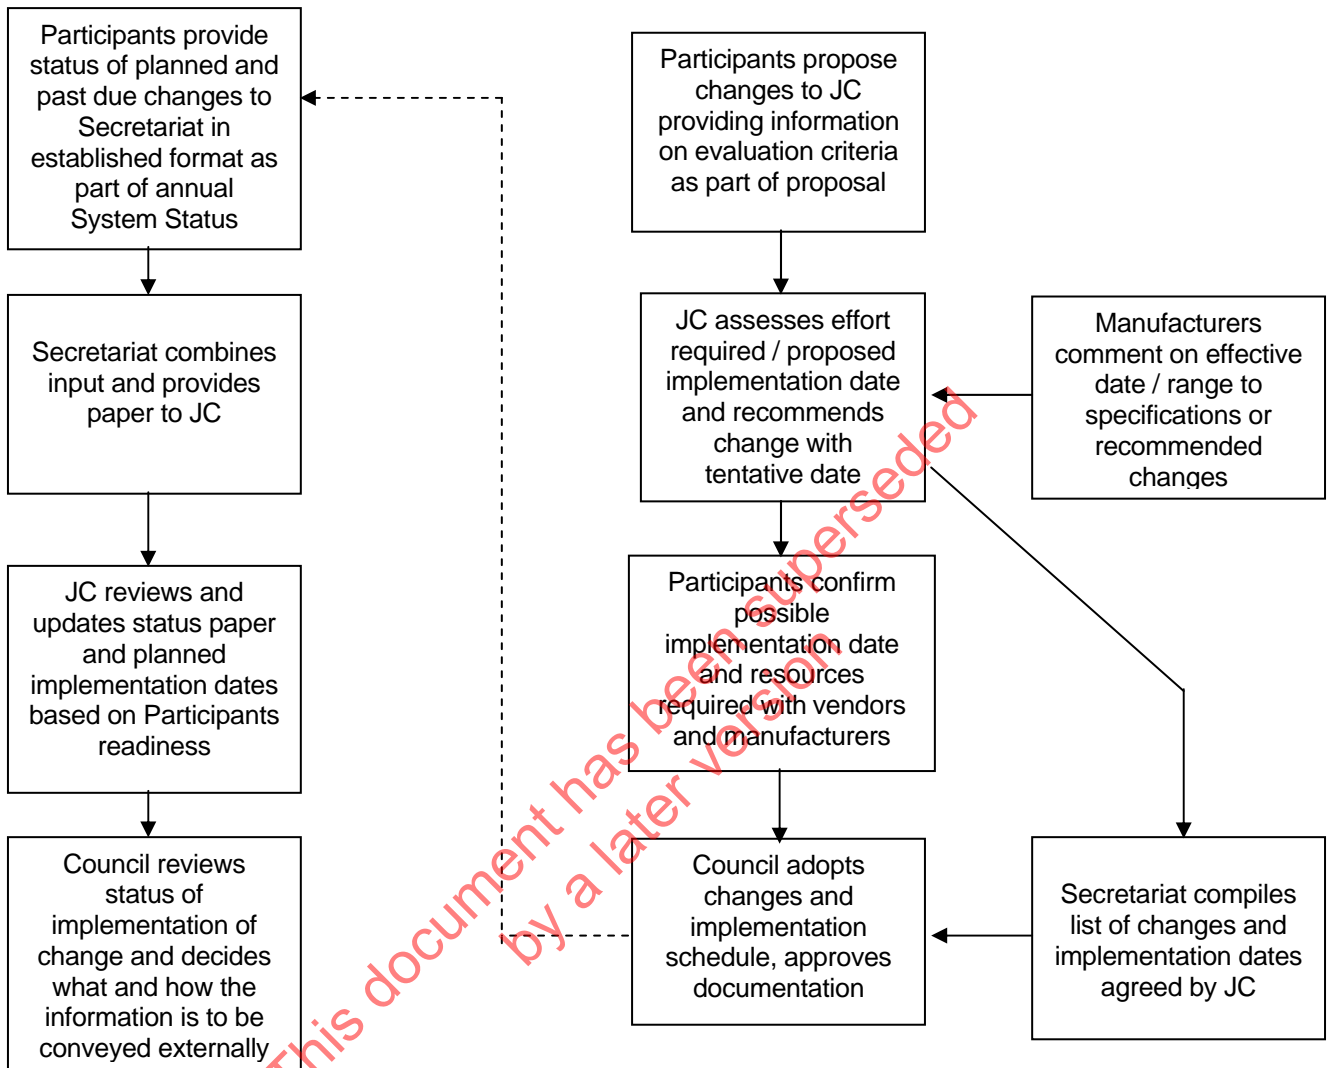 Participants provide
status of planned and
past due changes to
Secretariat in
established format as
part of annual
System Status
Secretariat combines
input and provides
paper to JC
JC reviews and
updates status paper
and planned
implementation dates
based on Participants
readiness
Council reviews
status of
implementation of
change and decides
what and how the
information is to be
conveyed externally
Participants propose
changes to JC
providing information
on evaluation criteria
as part of proposal
JC assesses effort
required / proposed
implementation date
and recommends
change with
tentative date
Manufacturers
comment on effective
date / range to
specifications or
recommended
changes
Participants confirm
possible
implementation date
and resources
required with vendors
and manufacturers
Council adopts
changes and
implementation
schedule, approves
documentation
Secretariat compiles
list of changes and
implementation dates
agreed by JC
This document has been superseded
by a later version